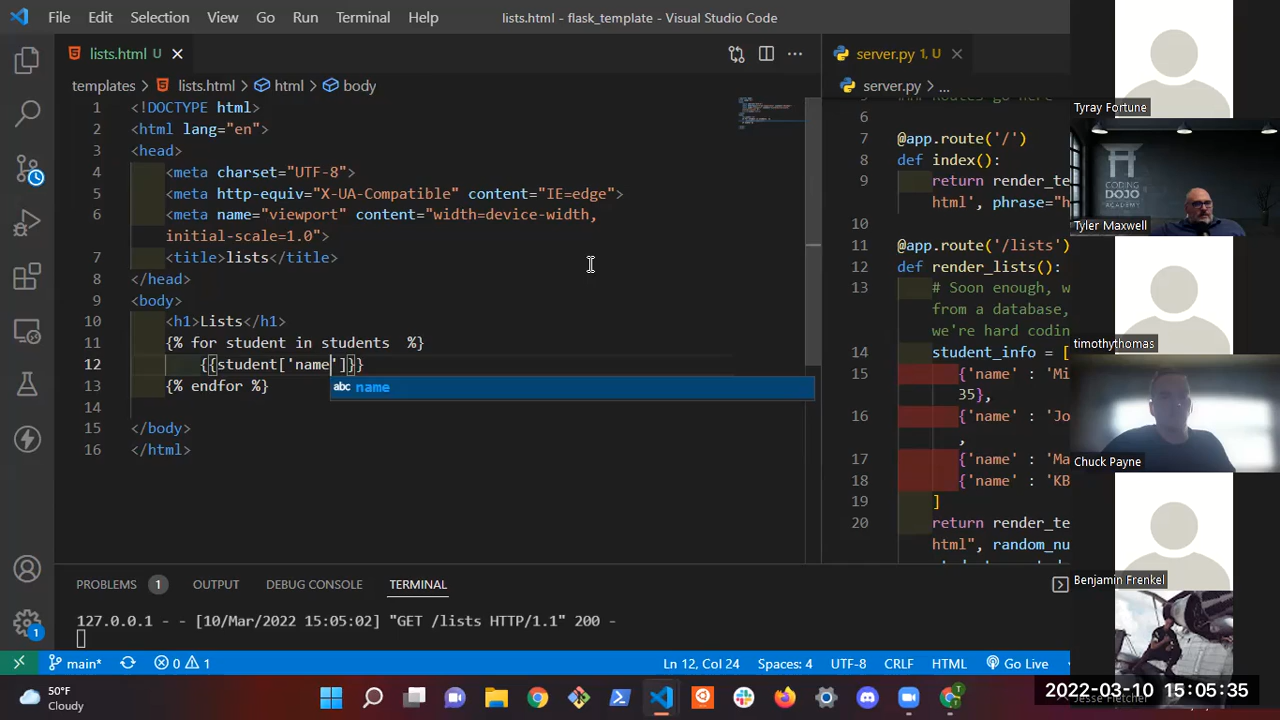 File Edit Selection View Go Run Terminal Help
lists.html - flask_template - Visual Studio Code
lists.html U
templates > lists.html > html > body
1 <!DOCTYPE html>
2 <html lang="en">
3 <head>
4 <meta charset="UTF-8">
5 <meta http-equiv="X-UA-Compatible" content="IE=edge">
6 <meta name="viewport" content="width=device-width,
initial-scale=1.0">
7 <title>lists</title>
8 </head>
9 <body>
10 <h1>Lists</h1>
11 {% for student in students  %}
12 {{student['name']}}
name
13 {% endfor %}
14
15 </body>
16 </html>
server.py 1, U
server.py > ...
6
7 @app.route('/')
8 def index():
9 return render_te
html', phrase="h
10
11 @app.route('/lists')
12 def render_lists():
13 # Soon enough, w
from a database,
we're hard codin
14 student_info = [
15 {'name' : 'Mi
35},
16 {'name' : 'Jo
,
17 {'name' : 'Ma
18 {'name' : 'KB
19 ]
20 return render_te
html", random_nu
PROBLEMS 1 OUTPUT DEBUG CONSOLE TERMINAL
127.0.0.1 - - [10/Mar/2022 15:05:02] "GET /lists HTTP/1.1" 200 -
main* 0 1 Ln 12, Col 24 Spaces: 4 UTF-8 CRLF HTML Go Live
1
50°F
Cloudy
Tyray Fortune
CODING
DOJO
ACADEMY
Tyler Maxwell
timothythomas
Chuck Payne
Benjamin Frenkel
Jesse Fletcher
2022-03-10 15:05:35